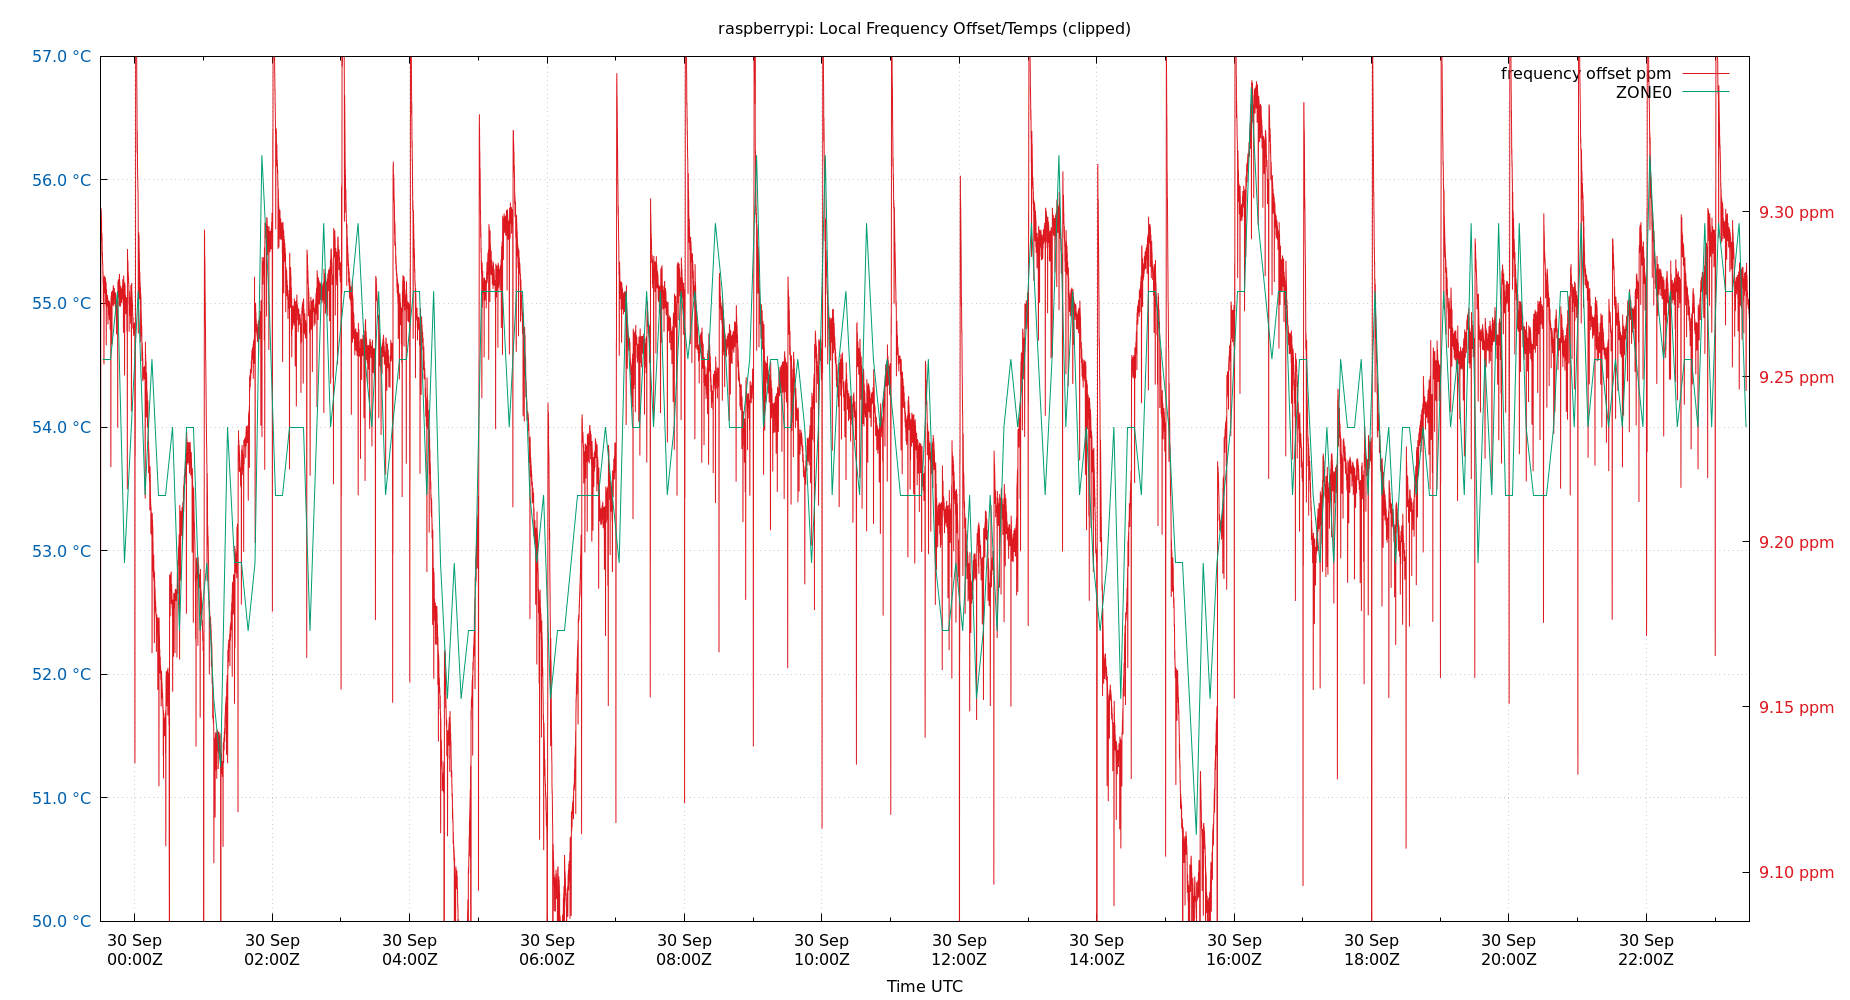 raspberrypi: Local Frequency Offset/Temps (clipped)
57.0 °C
56.0 °C
55.0 °C
54.0 °C
53.0 °C
52.0 °C
51.0 °C
50.0 °C
frequency offset ppm
ZONE0
9.30 ppm
9.25 ppm
9.20 ppm
9.15 ppm
9.10 ppm
30 Sep 30 Sep 30 Sep 30 Sep 30 Sep 30 Sep 30 Sep 30 Sep 30 Sep 30 Sep 30 Sep 30 Sep
00:00Z 02:00Z 04:00Z 06:00Z 08:00Z 10:00Z 12:00Z 14:00Z 16:00Z 18:00Z 20:00Z 22:00Z
Time UTC